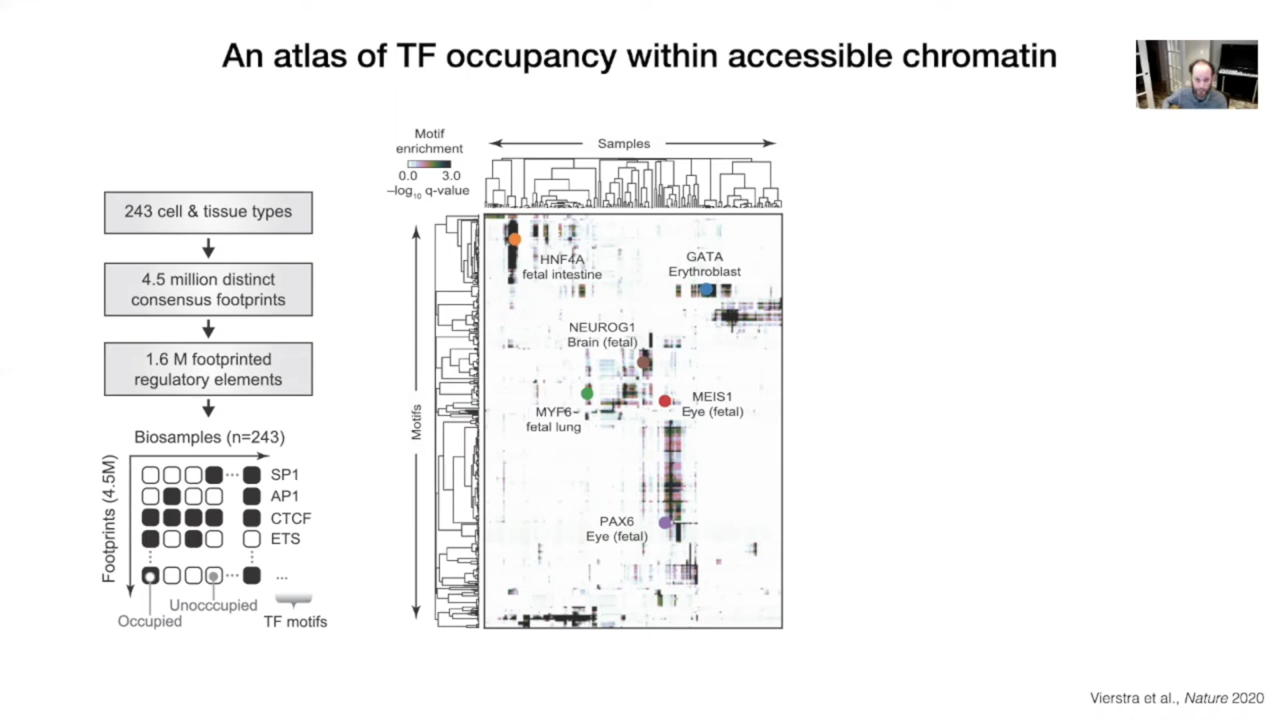 An atlas of TF occupancy within accessible chromatin
243 cell & tissue types
4.5 million distinct
consensus footprints
1.6 M footprinted
regulatory elements
Biosamples (n=243)
Footprints (4.5M)
SP1
AP1
CTCF
ETS
...
Unocccupied
Occupied
TF motifs
Motif
enrichment
0.0 3.0
–log10 q-value
Samples
Motifs
HNF4A
fetal intestine
GATA
Erythroblast
NEUROG1
Brain (fetal)
MYF6
fetal lung
MEIS1
Eye (fetal)
PAX6
Eye (fetal)
Vierstra et al., Nature 2020